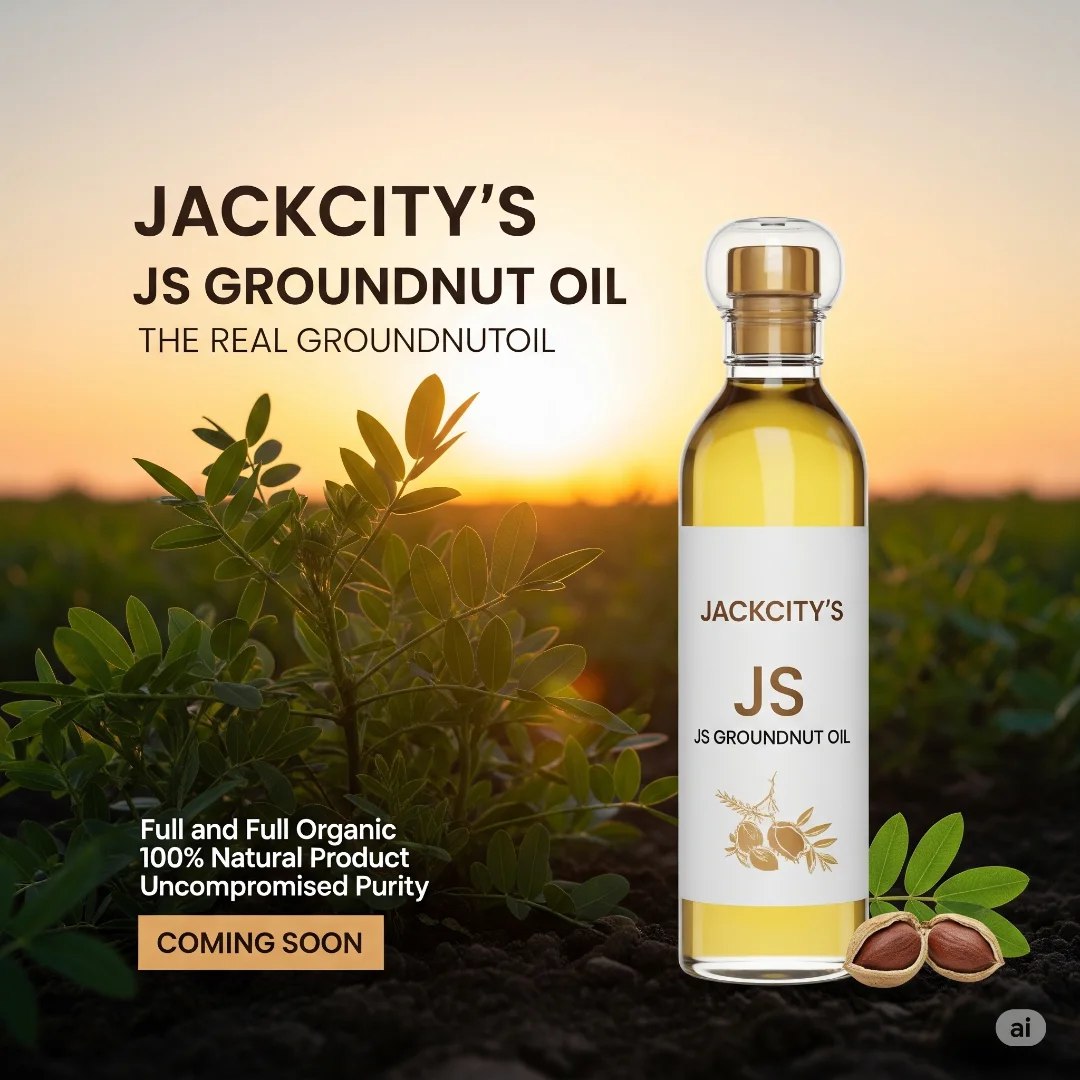 JACKCITY'S
JS GROUNDNUT OIL
THE REAL GROUNDNUTOIL
JACKCITY'S
JS
JS GROUNDNUT OIL
Full and Full Organic
100% Natural Product
Uncompromised Purity
COMING SOON
ai